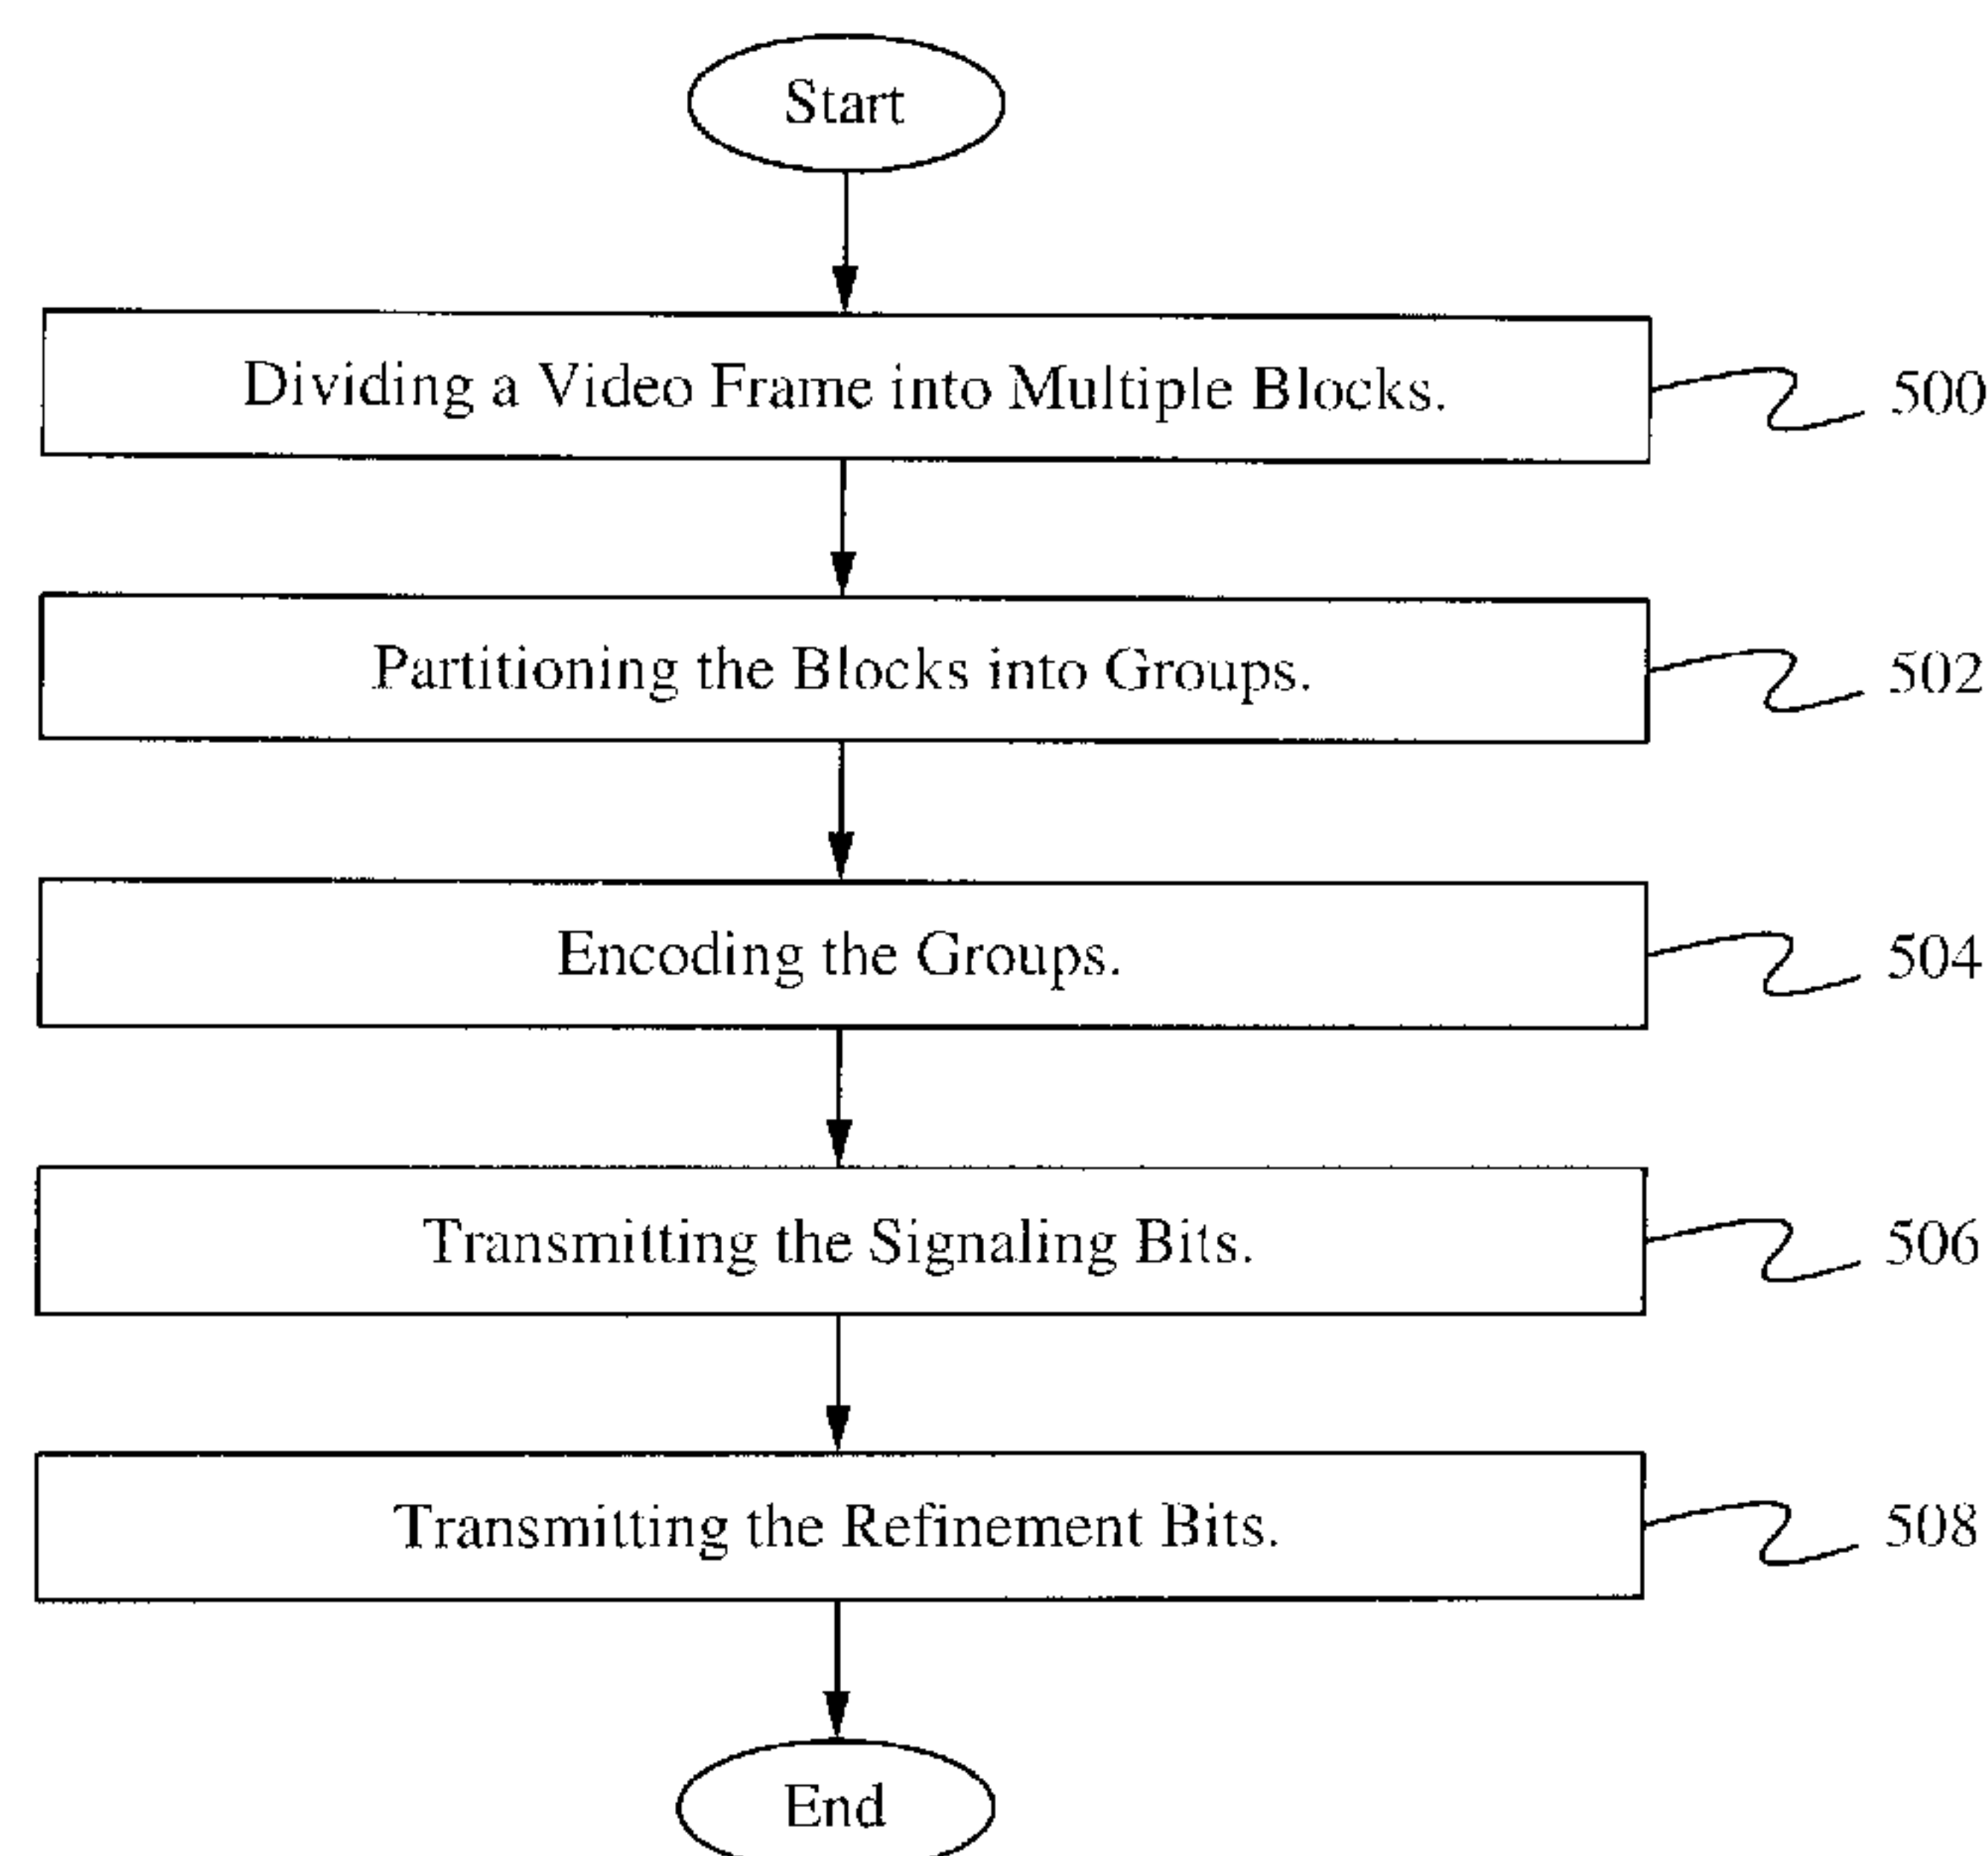 Start
Dividing a Video Frame into Multiple Blocks.
500
Partitioning the Blocks into Groups.
502
Encoding the Groups.
504
Transmitting the Signaling Bits.
506
Transmitting the Refinement Bits.
508
End